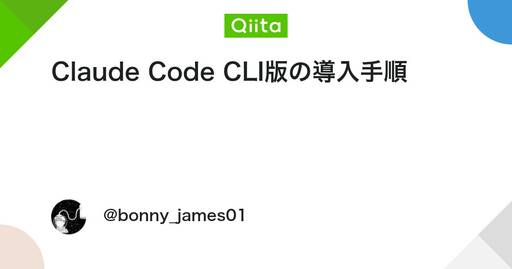 Qiita
Claude Code CLI版の導入手順
@bonny_james01